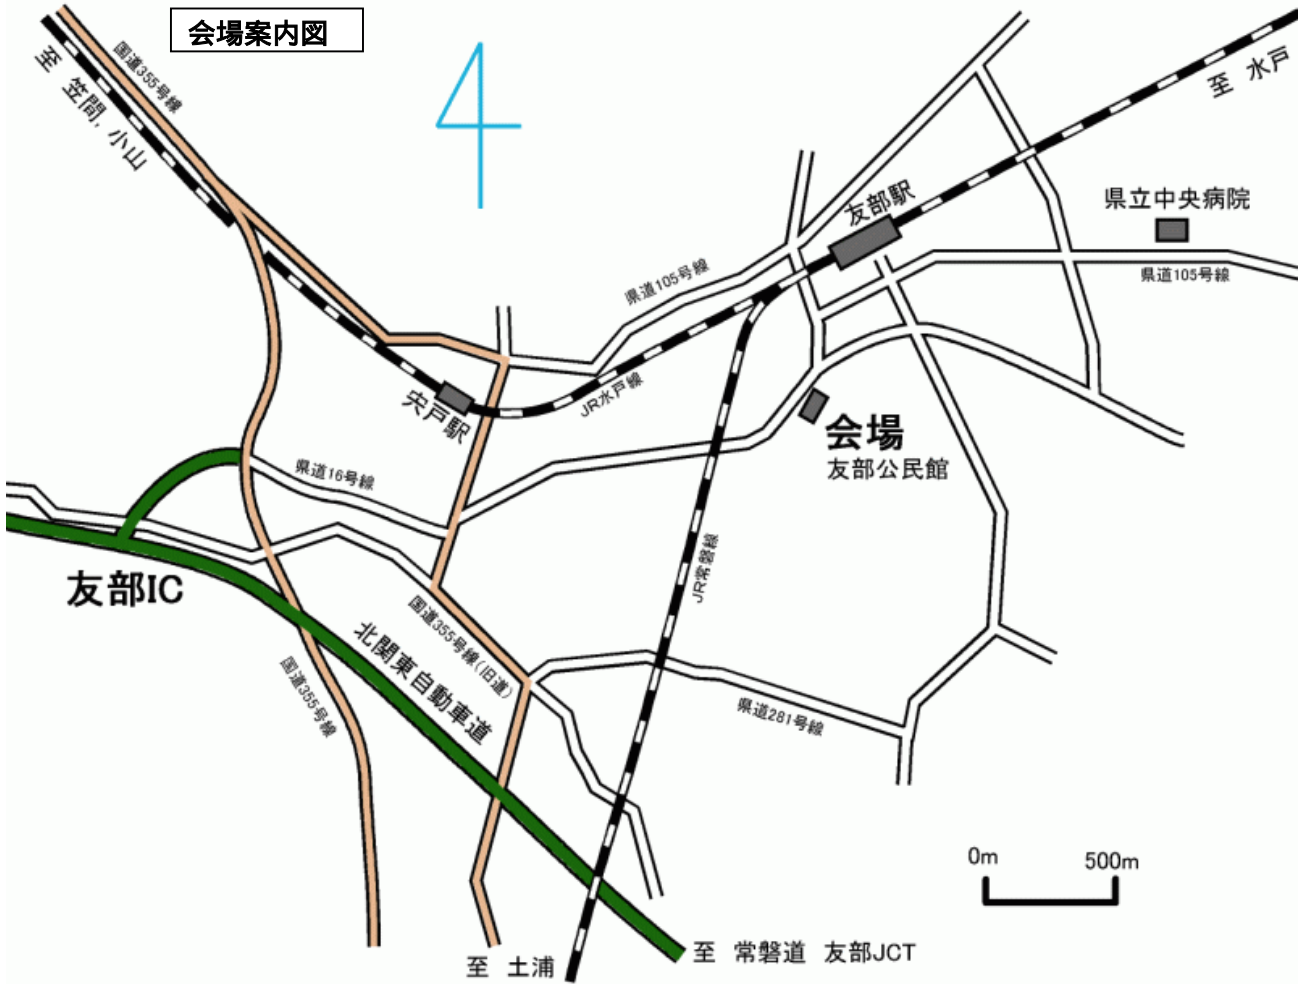 会場案内図
国道355号線
至 笠間, 小山
至 水戸
友部駅
県立中央病院
県道105号線
県道105号線
JR水戸線
宍戸駅
会場
友部公民館
県道16号線
JR常磐線
友部IC
国道355号線(旧道)
北関東自動車道
国道355号線
県道281号線
0m 500m
至 常磐道 友部JCT
至 土浦